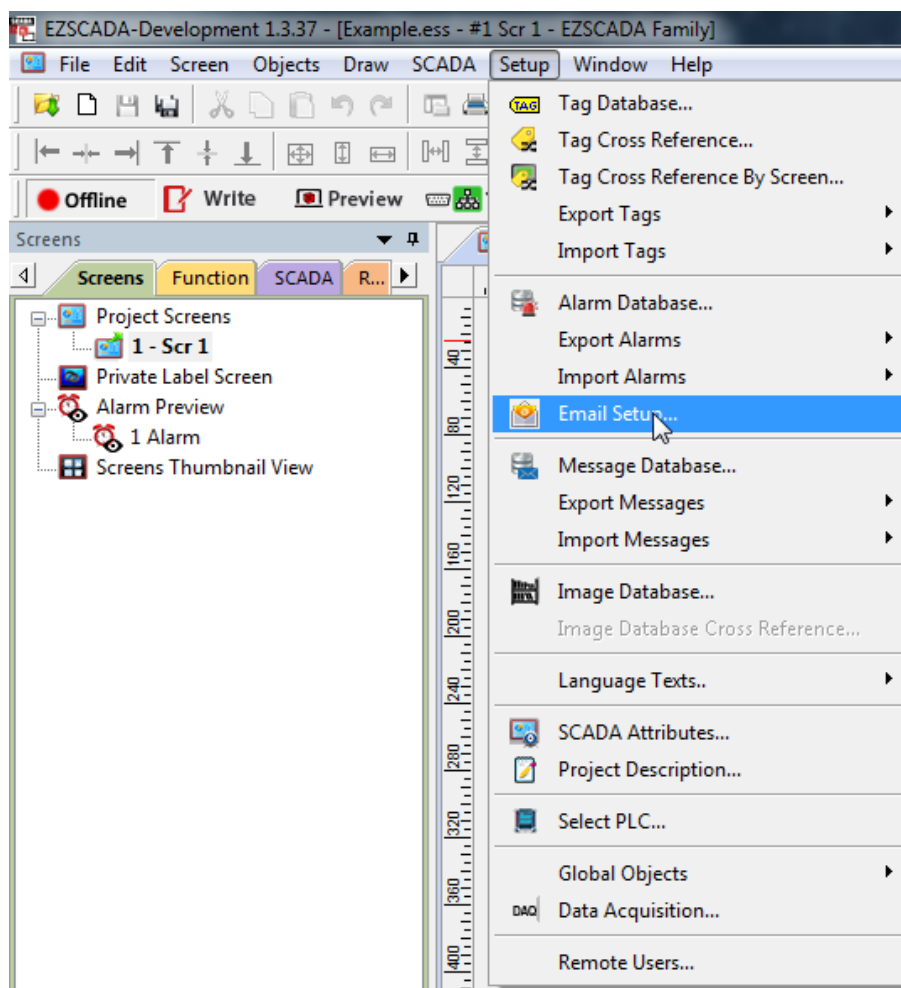 EZSCADA-Development 1.3.37 - [Example.ess - #1 Scr 1 - EZSCADA Family]
File Edit Screen Objects Draw SCADA Setup Window Help
Offline Write Preview
Screens
Screens Function SCADA R...
Project Screens
1 - Scr 1
Private Label Screen
Alarm Preview
1 Alarm
Screens Thumbnail View
40
80
120
160
200
240
280
320
360
400
TAG Tag Database...
Tag Cross Reference...
Tag Cross Reference By Screen...
Export Tags
Import Tags
Alarm Database...
Export Alarms
Import Alarms
Email Setup...
Message Database...
Export Messages
Import Messages
Image Database...
Image Database Cross Reference...
Language Texts..
SCADA Attributes...
Project Description...
Select PLC...
Global Objects
DAQ Data Acquisition...
Remote Users...